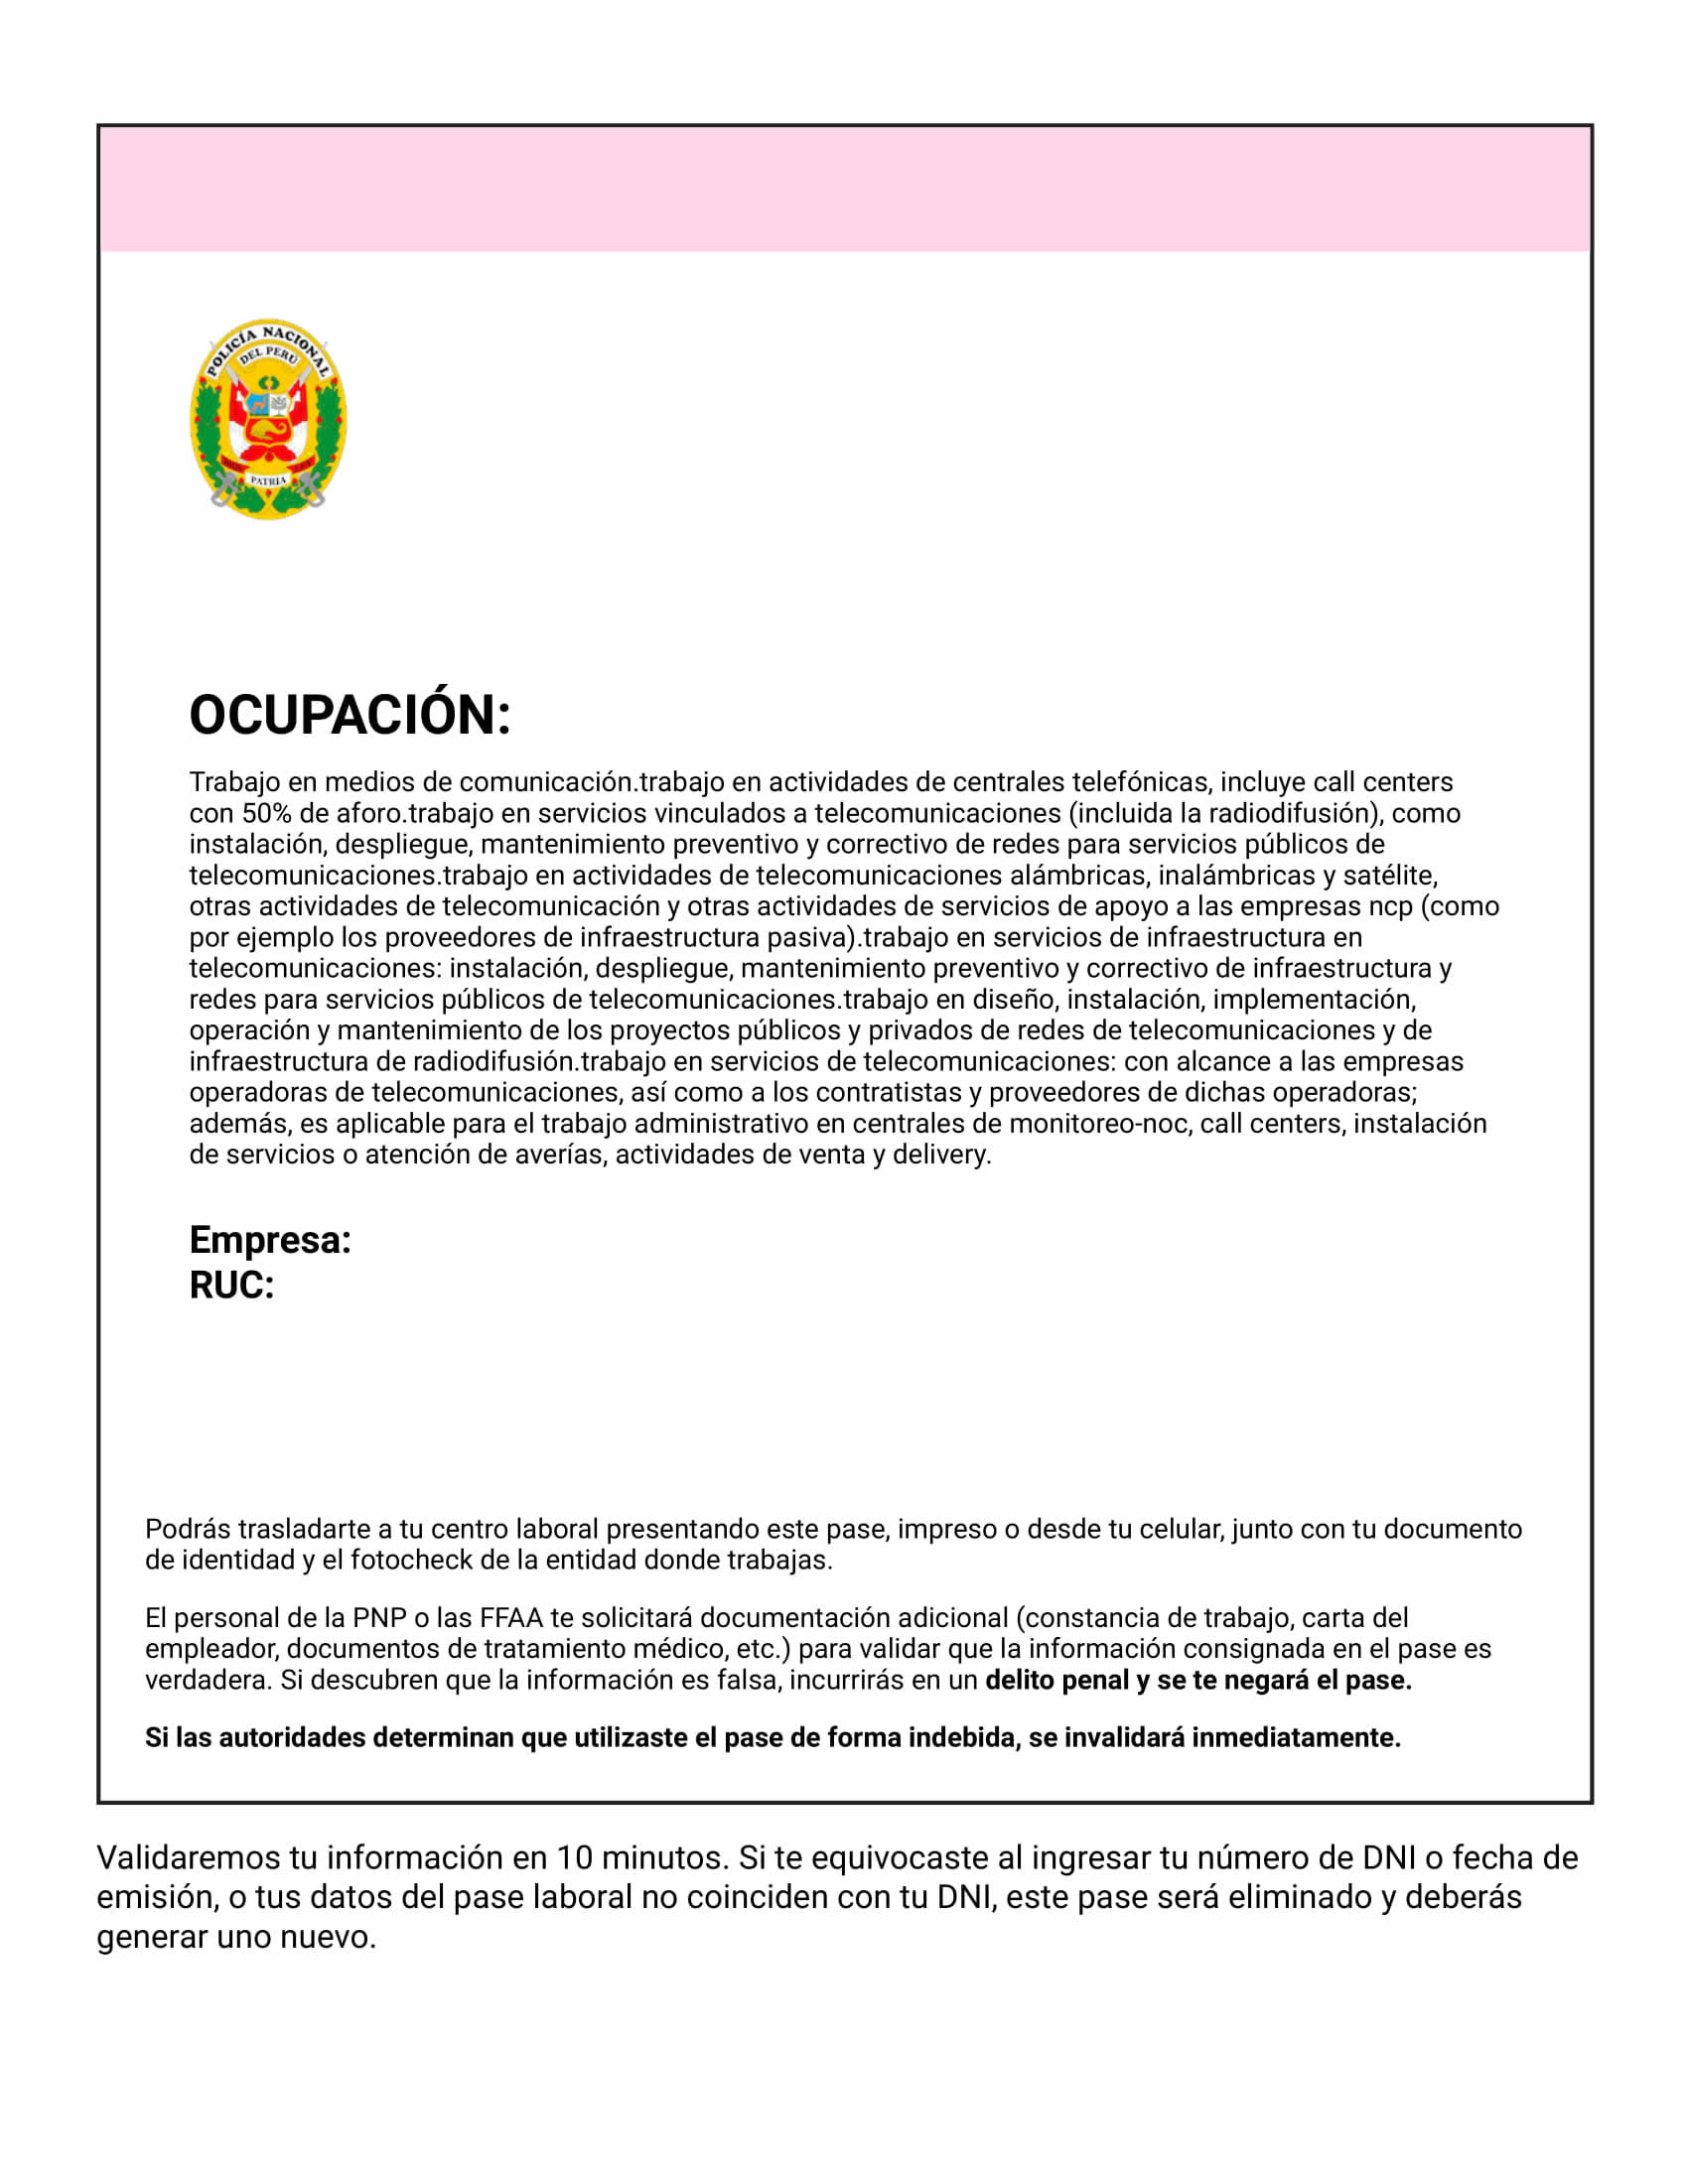 POLICÍA NACIONAL
DEL PERÚ
PATRIA
OCUPACIÓN:
Trabajo en medios de comunicación.trabajo en actividades de centrales telefónicas, incluye call centers
con 50% de aforo.trabajo en servicios vinculados a telecomunicaciones (incluida la radiodifusión), como
instalación, despliegue, mantenimiento preventivo y correctivo de redes para servicios públicos de
telecomunicaciones.trabajo en actividades de telecomunicaciones alámbricas, inalámbricas y satélite,
otras actividades de telecomunicación y otras actividades de servicios de apoyo a las empresas ncp (como
por ejemplo los proveedores de infraestructura pasiva).trabajo en servicios de infraestructura en
telecomunicaciones: instalación, despliegue, mantenimiento preventivo y correctivo de infraestructura y
redes para servicios públicos de telecomunicaciones.trabajo en diseño, instalación, implementación,
operación y mantenimiento de los proyectos públicos y privados de redes de telecomunicaciones y de
infraestructura de radiodifusión.trabajo en servicios de telecomunicaciones: con alcance a las empresas
operadoras de telecomunicaciones, así como a los contratistas y proveedores de dichas operadoras;
además, es aplicable para el trabajo administrativo en centrales de monitoreo-noc, call centers, instalación
de servicios o atención de averías, actividades de venta y delivery.
Empresa:
RUC:
Podrás trasladarte a tu centro laboral presentando este pase, impreso o desde tu celular, junto con tu documento
de identidad y el fotocheck de la entidad donde trabajas.
El personal de la PNP o las FFAA te solicitará documentación adicional (constancia de trabajo, carta del
empleador, documentos de tratamiento médico, etc.) para validar que la información consignada en el pase es
verdadera. Si descubren que la información es falsa, incurrirás en un delito penal y se te negará el pase.
Si las autoridades determinan que utilizaste el pase de forma indebida, se invalidará inmediatamente.
Validaremos tu información en 10 minutos. Si te equivocaste al ingresar tu número de DNI o fecha de
emisión, o tus datos del pase laboral no coinciden con tu DNI, este pase será eliminado y deberás
generar uno nuevo.